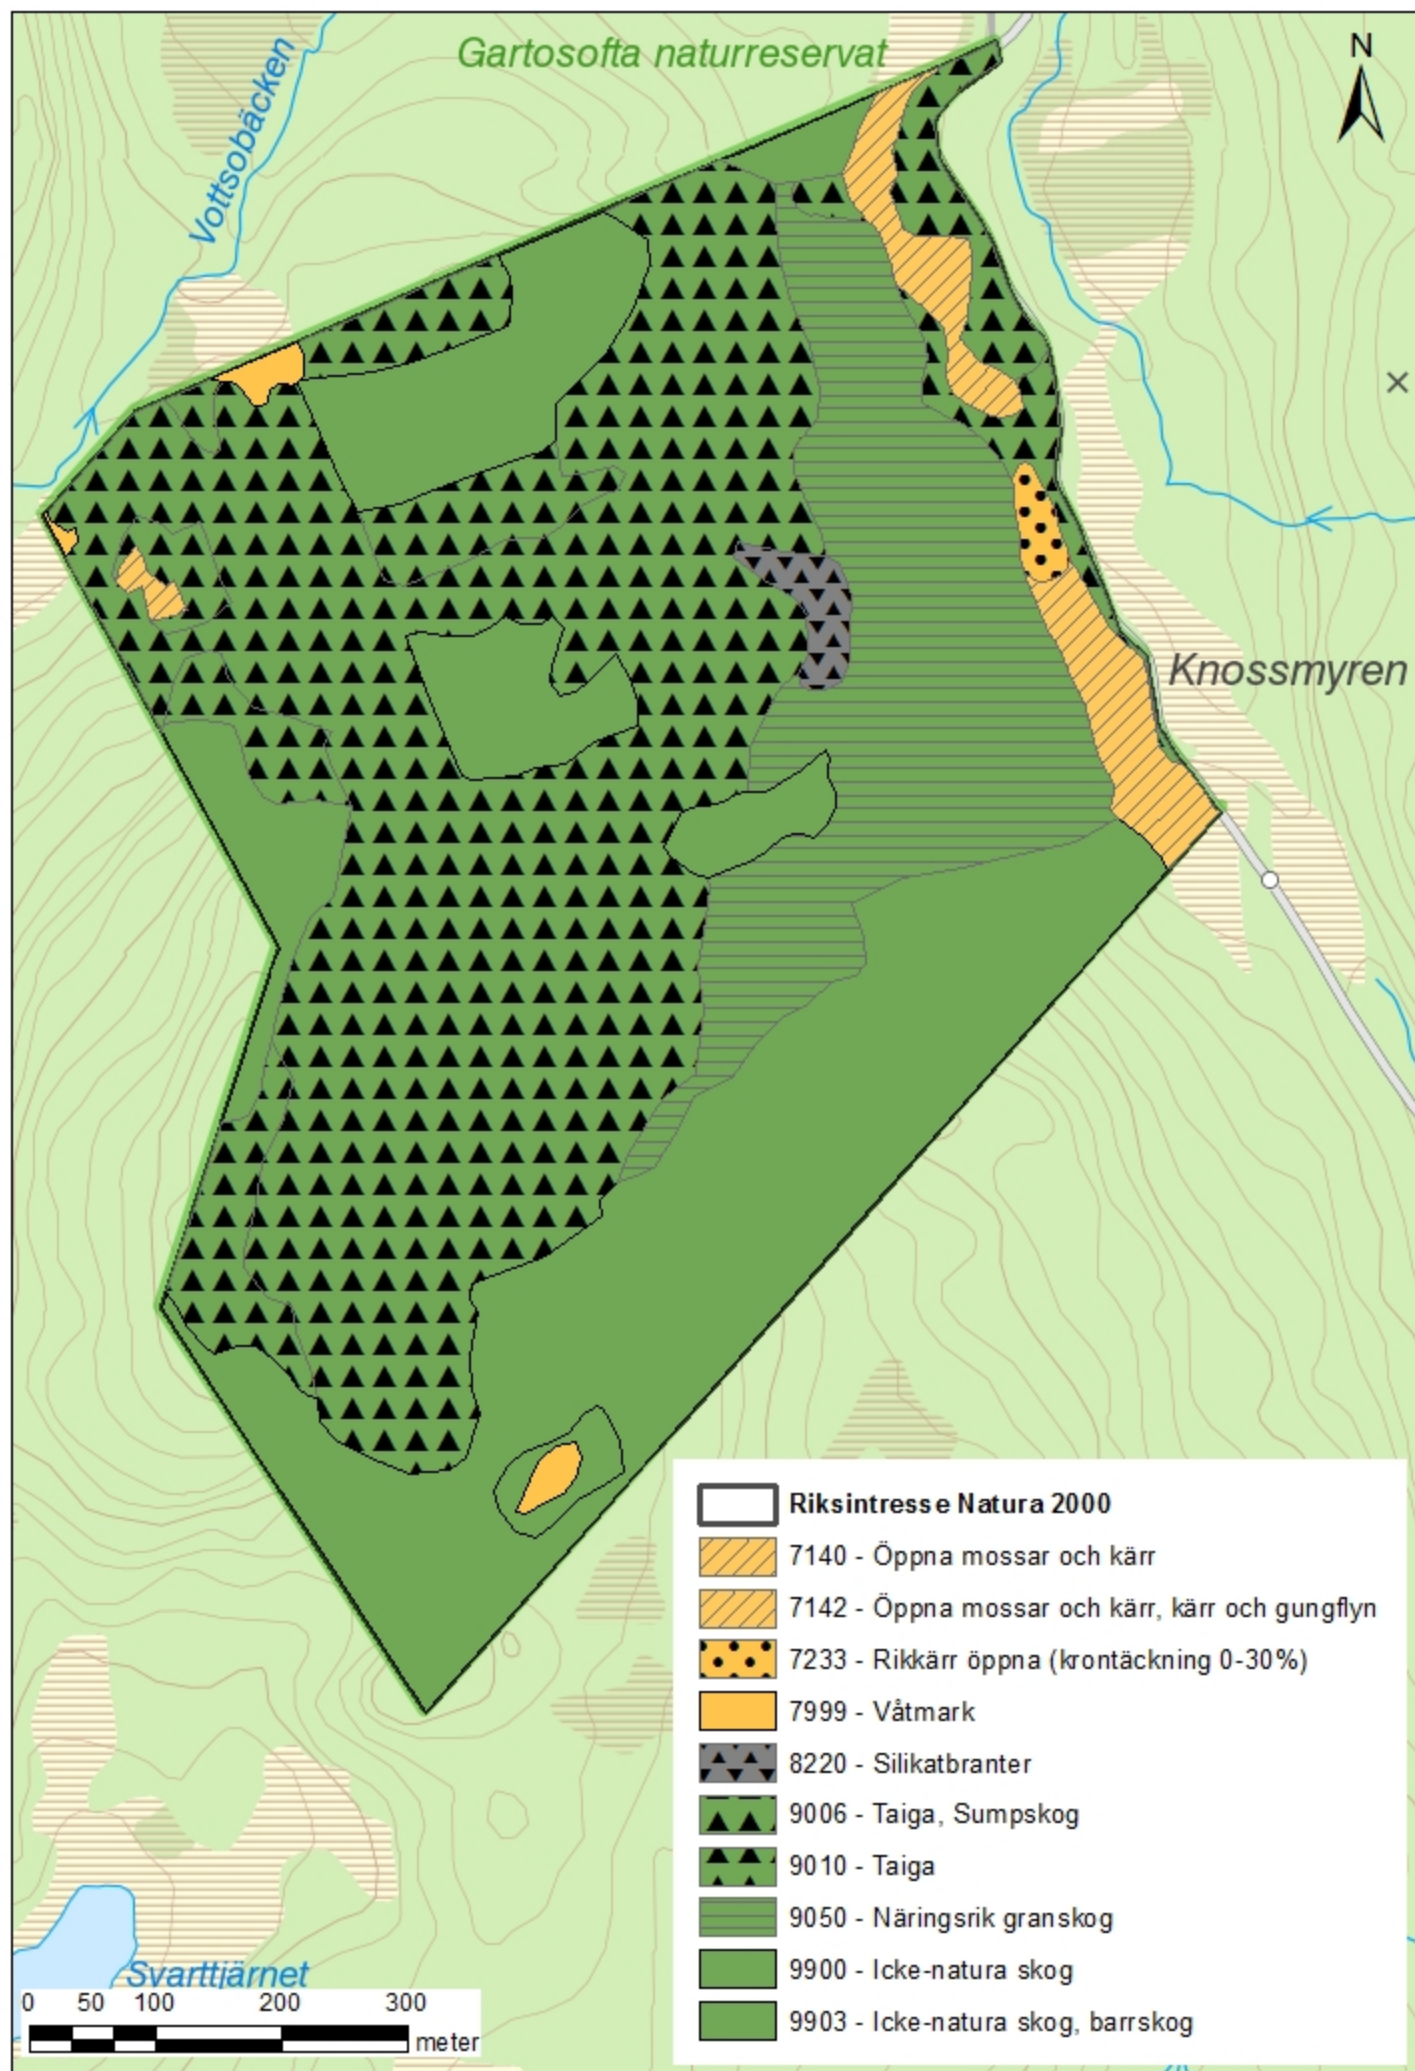 Gartosofta naturreservat
N
Vottsobäcken
Knossmyren
Riksintresse Natura 2000
7140 - Öppna mossar och kärr
7142 - Öppna mossar och kärr, kärr och gungflyn
7233 - Rikkärr öppna (krontäckning 0-30%)
7999 - Våtmark
8220 - Silikatbranter
9006 - Taiga, Sumpskog
9010 - Taiga
9050 - Näringsrik granskog
9900 - Icke-natura skog
9903 - Icke-natura skog, barrskog
Svarttjärnet
0 50 100 200 300
meter